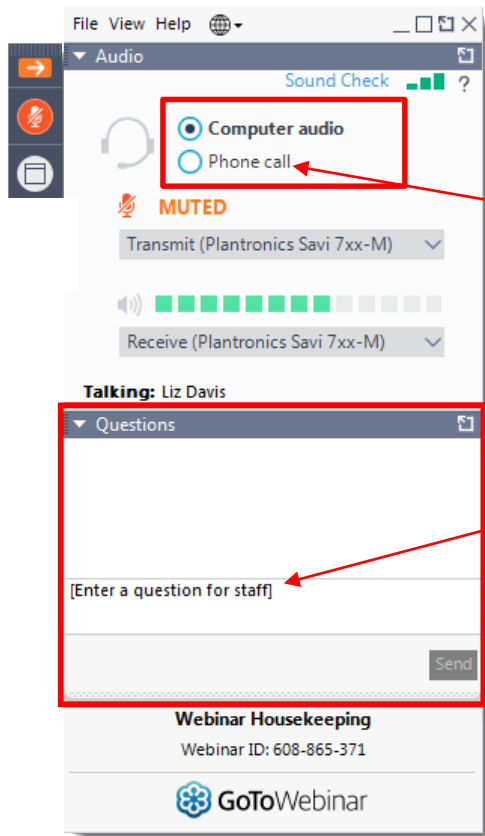 File View Help
Audio
Sound Check ?
Computer audio
Phone call
MUTED
Transmit (Plantronics Savi 7xx-M)
Receive (Plantronics Savi 7xx-M)
Talking: Liz Davis
Questions
[Enter a question for staff]
Send
Webinar Housekeeping
Webinar ID: 608-865-371
GoToWebinar